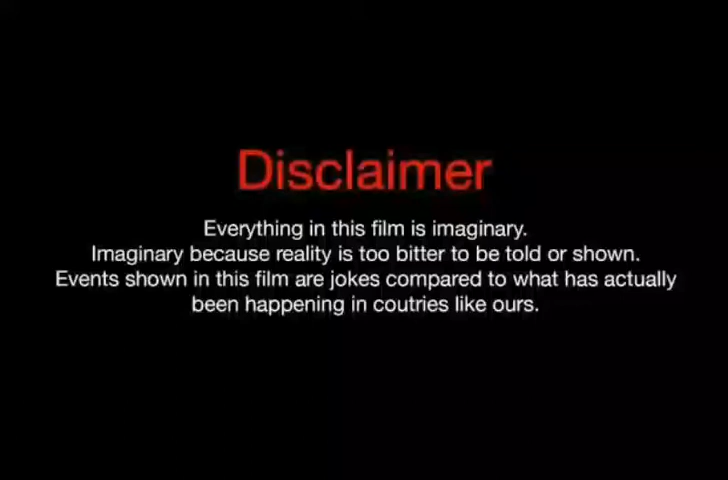 Disclaimer
Everything in this film is imaginary.
Imaginary because reality is too bitter to be told or shown.
Events shown in this film are jokes compared to what has actually
been happening in coutries like ours.